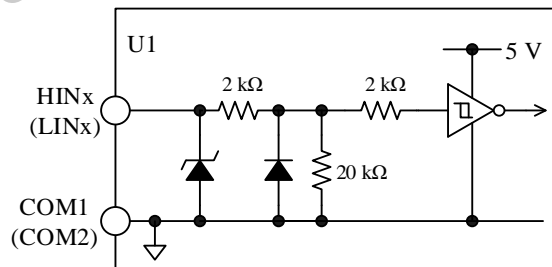 U1
5 V
2 kΩ
2 kΩ
HINx
(LINx)
20 kΩ
COM1
(COM2)